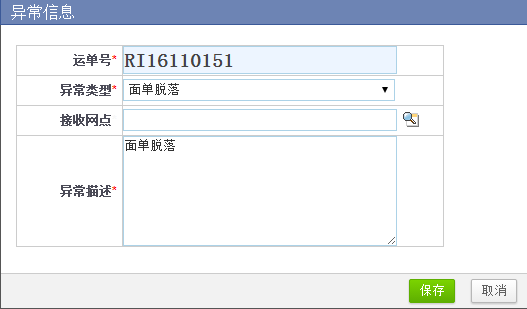 异常信息
运单号* RI16110151
异常类型* 面单脱落
接收网点
异常描述* 面单脱落
保存 取消